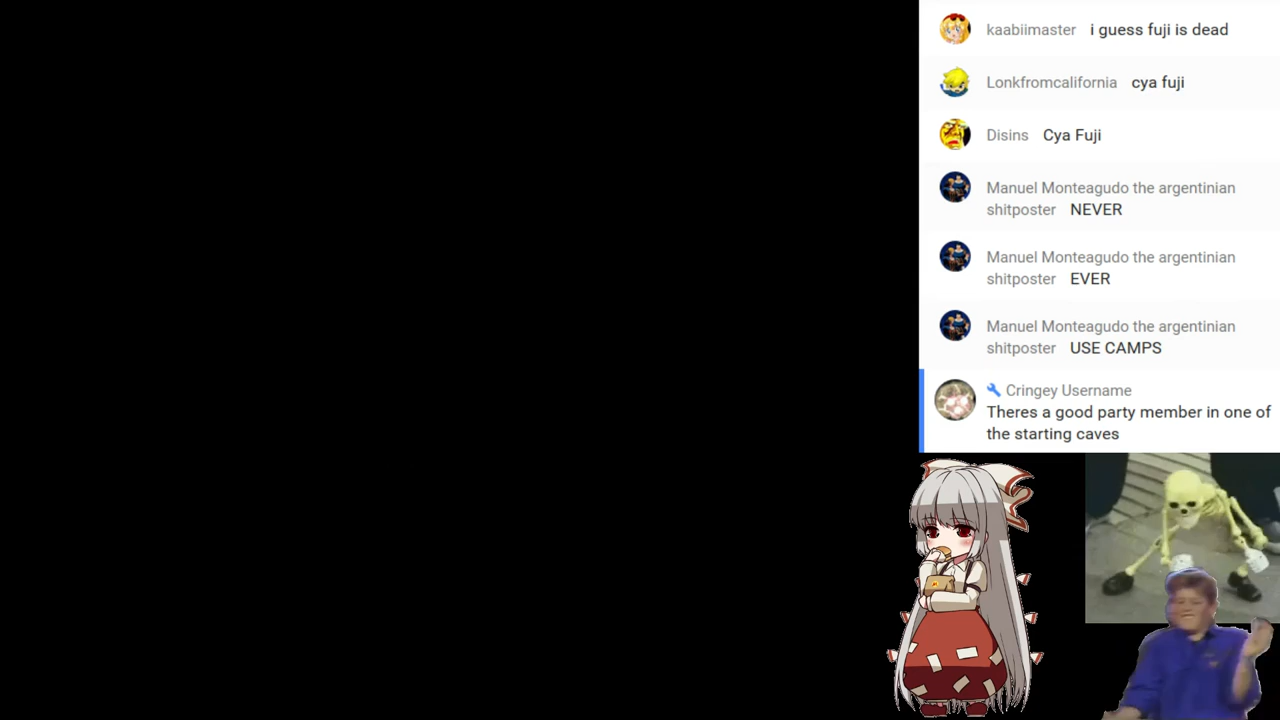 kaabiimaster i guess fuji is dead
Lonkfromcalifornia cya fuji
Disins Cya Fuji
Manuel Monteagudo the argentinian
shitposter NEVER
Manuel Monteagudo the argentinian
shitposter EVER
Manuel Monteagudo the argentinian
shitposter USE CAMPS
Cringey Username
Theres a good party member in one of
the starting caves